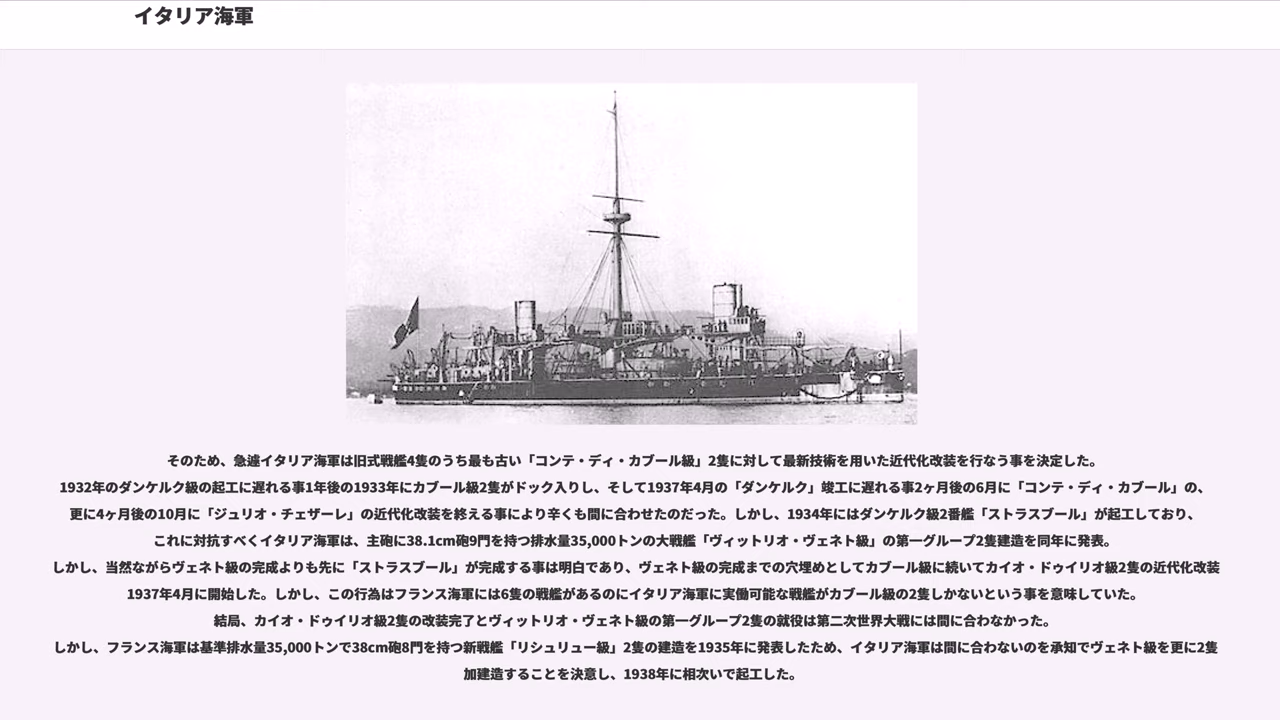 イタリア海軍
そのため、急遽イタリア海軍は旧式戦艦4隻のうち最も古い「コンテ・ディ・カブール級」2隻に対して最新技術を用いた近代化改装を行なう事を決定した。
1932年のダンケルク級の起工に遅れる事1年後の1933年にカブール級2隻がドック入りし、そして1937年4月の「ダンケルク」竣工に遅れる事2ヶ月後の6月に「コンテ・ディ・カブール」の、
更に4ヶ月後の10月に「ジュリオ・チェザーレ」の近代化改装を終える事により辛くも間に合わせたのだった。しかし、1934年にはダンケルク級2番艦「ストラスブール」が起工しており、
これに対抗すべくイタリア海軍は、主砲に38.1cm砲9門を持つ排水量35,000トンの大戦艦「ヴィットリオ・ヴェネト級」の第一グループ2隻建造を同年に発表。
しかし、当然ながらヴェネト級の完成よりも先に「ストラスブール」が完成する事は明白であり、ヴェネト級の完成までの穴埋めとしてカブール級に続いてカイオ・ドゥイリオ級2隻の近代化改装
1937年4月に開始した。しかし、この行為はフランス海軍には6隻の戦艦があるのにイタリア海軍に実働可能な戦艦がカブール級の2隻しかないという事を意味していた。
結局、カイオ・ドゥイリオ級2隻の改装完了とヴィットリオ・ヴェネト級の第一グループ2隻の就役は第二次世界大戦には間に合わなかった。
しかし、フランス海軍は基準排水量35,000トンで38cm砲8門を持つ新戦艦「リシュリュー級」2隻の建造を1935年に発表したため、イタリア海軍は間に合わないのを承知でヴェネト級を更に2隻
加建造することを決意し、1938年に相次いで起工した。